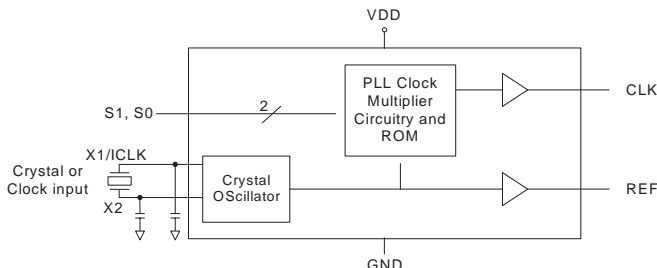 VDD
PLL Clock
Multiplier
Circuitry and
ROM
CLK
S1, S0
2
X1/ICLK
Crystal or
Clock input
Crystal
OScillator
X2
REF
GND